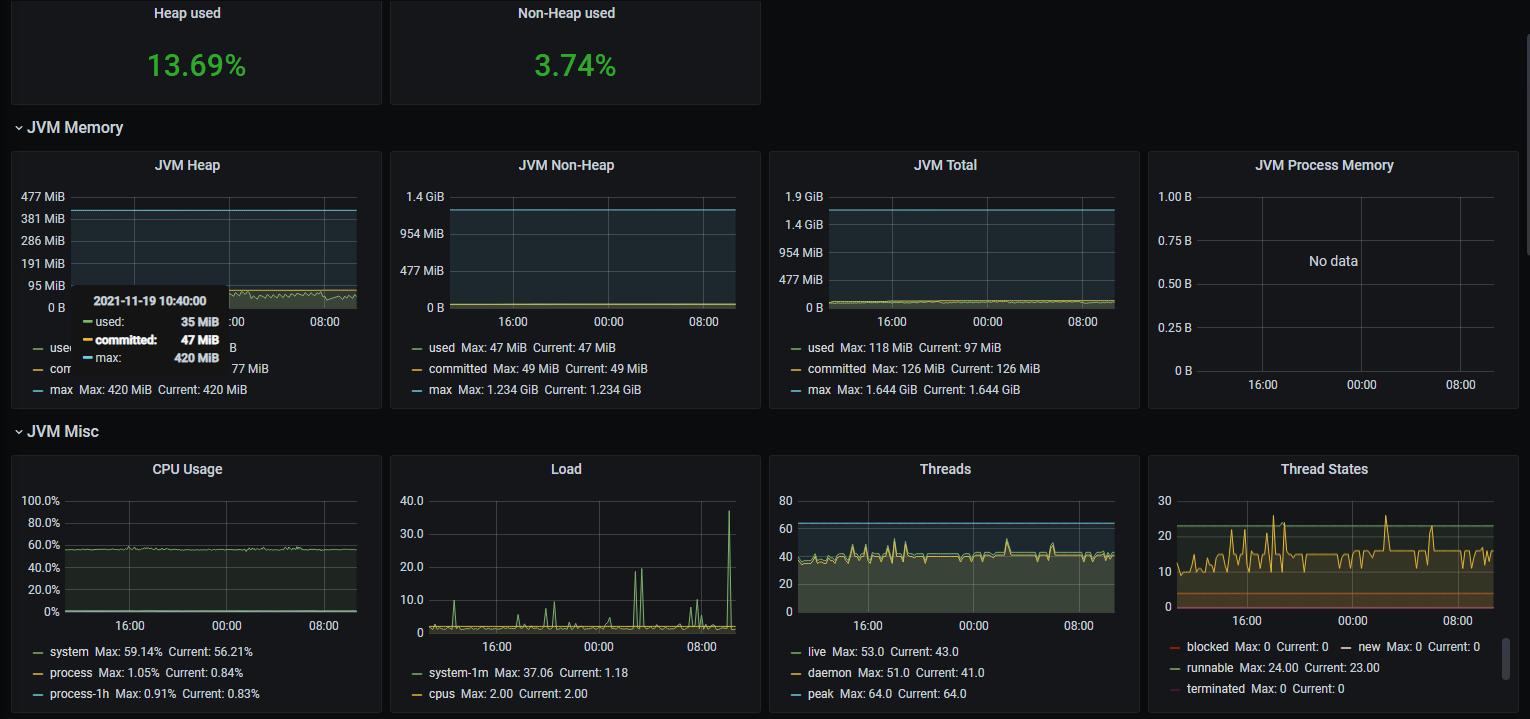 Heap used
Non-Heap used
13.69%
3.74%
JVM Memory
JVM Heap
477 MiB
381 MiB
286 MiB
191 MiB
95 MiB
0 B
:00
08:00
2021-11-19 10:40:00
used: 35 MiB
committed: 47 MiB
max: 420 MiB
B
77 MiB
max Max: 420 MiB Current: 420 MiB
JVM Non-Heap
1.4 GiB
954 MiB
477 MiB
0 B
16:00 00:00 08:00
used Max: 47 MiB Current: 47 MiB
committed Max: 49 MiB Current: 49 MiB
max Max: 1.234 GiB Current: 1.234 GiB
JVM Total
1.9 GiB
1.4 GiB
954 MiB
477 MiB
0 B
16:00 00:00 08:00
used Max: 118 MiB Current: 97 MiB
committed Max: 126 MiB Current: 126 MiB
max Max: 1.644 GiB Current: 1.644 GiB
JVM Process Memory
1.00 B
0.75 B
0.50 B
0.25 B
0 B
No data
16:00 00:00 08:00
JVM Misc
CPU Usage
100.0%
80.0%
60.0%
40.0%
20.0%
0%
16:00 00:00 08:00
system Max: 59.14% Current: 56.21%
process Max: 1.05% Current: 0.84%
process-1h Max: 0.91% Current: 0.83%
Load
40.0
30.0
20.0
10.0
0
16:00 00:00 08:00
system-1m Max: 37.06 Current: 1.18
cpus Max: 2.00 Current: 2.00
Threads
80
60
40
20
0
16:00 00:00 08:00
live Max: 53.0 Current: 43.0
daemon Max: 51.0 Current: 41.0
peak Max: 64.0 Current: 64.0
Thread States
30
20
10
0
16:00 00:00 08:00
blocked Max: 0 Current: 0 new Max: 0 Current: 0
runnable Max: 24.00 Current: 23.00
terminated Max: 0 Current: 0